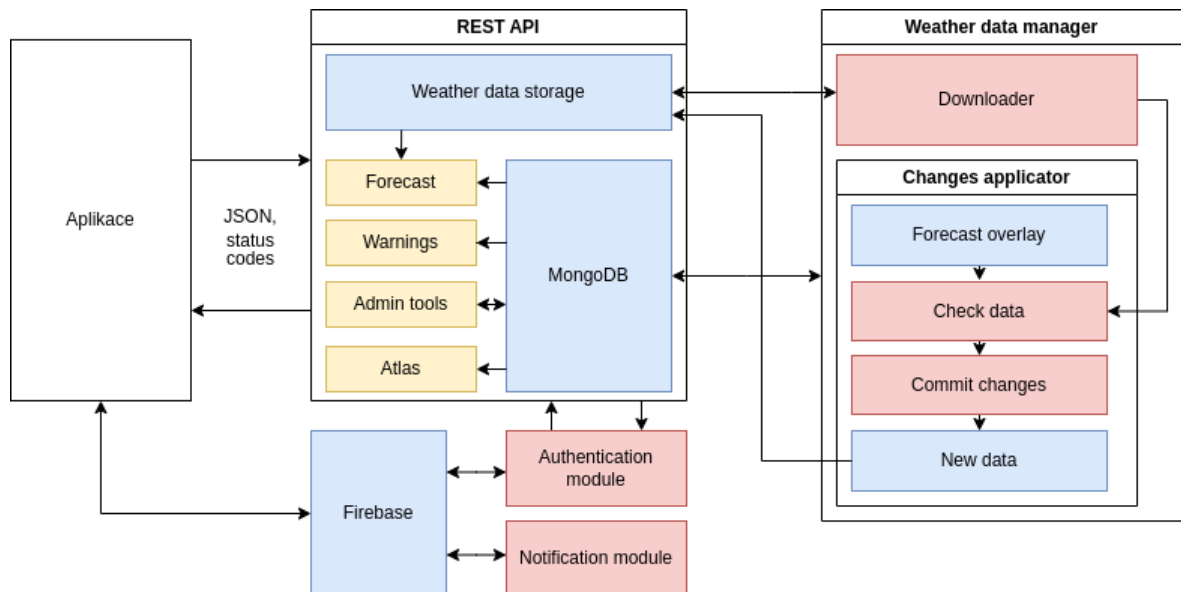 REST API
Weather data manager
Weather data storage
Downloader
Forecast
Changes applicator
Aplikace
JSON,
status
codes
Warnings
MongoDB
Forecast overlay
Admin tools
Check data
Atlas
Commit changes
Authentication
module
New data
Firebase
Notification module